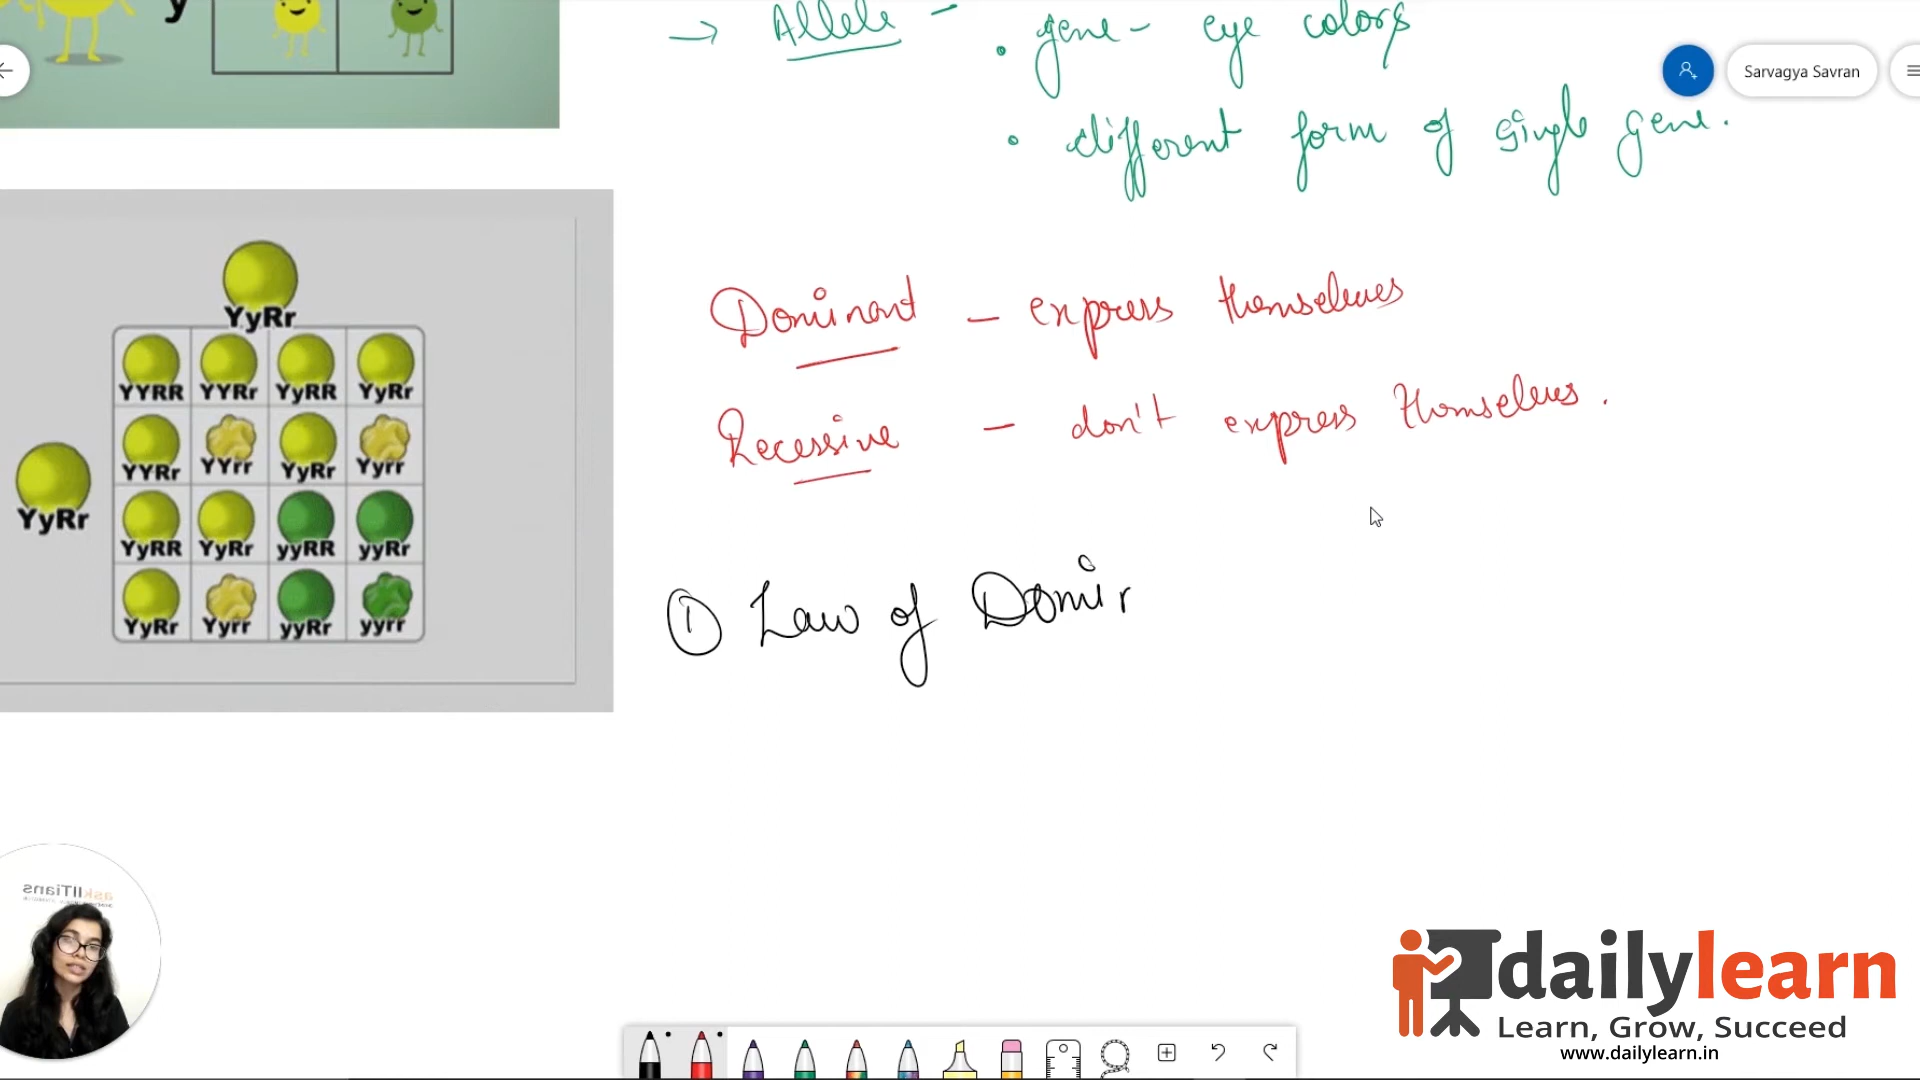 y
→ Allele –
• gene – eye colors
• different form of single gene.
Sarvagya Savran
Dominant – express themselves
Recessive – don't express themselves.
YyRr
YYRR YYRr YyRR YyRr
YYRr YYrr YyRr Yyrr
YyRr
YyRR YyRr yyRR yyRr
YyRr Yyrr yyRr yyrr
① Law of Domin
askIITians
dailylearn
Learn, Grow, Succeed
www.dailylearn.in